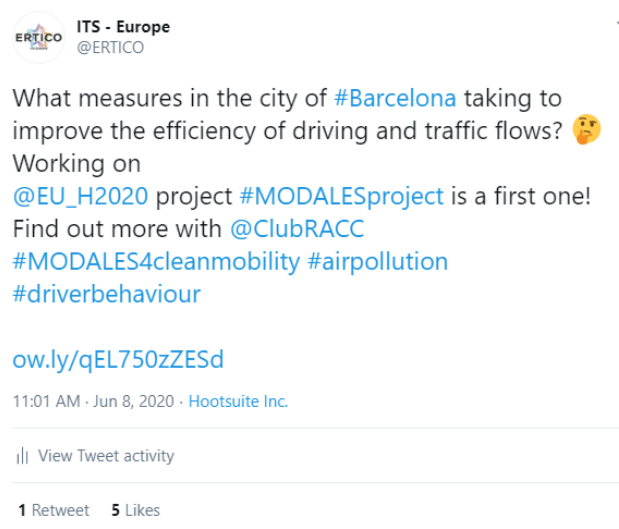 ERTICO
ITS - Europe
@ERTICO
What measures in the city of #Barcelona taking to
improve the efficiency of driving and traffic flows? 🤔
Working on
@EU_H2020 project #MODALESproject is a first one!
Find out more with @ClubRACC
#MODALES4cleanmobility #airpollution
#driverbehaviour
ow.ly/qEL750zZESd
11:01 AM · Jun 8, 2020 · Hootsuite Inc.
View Tweet activity
1 Retweet 5 Likes